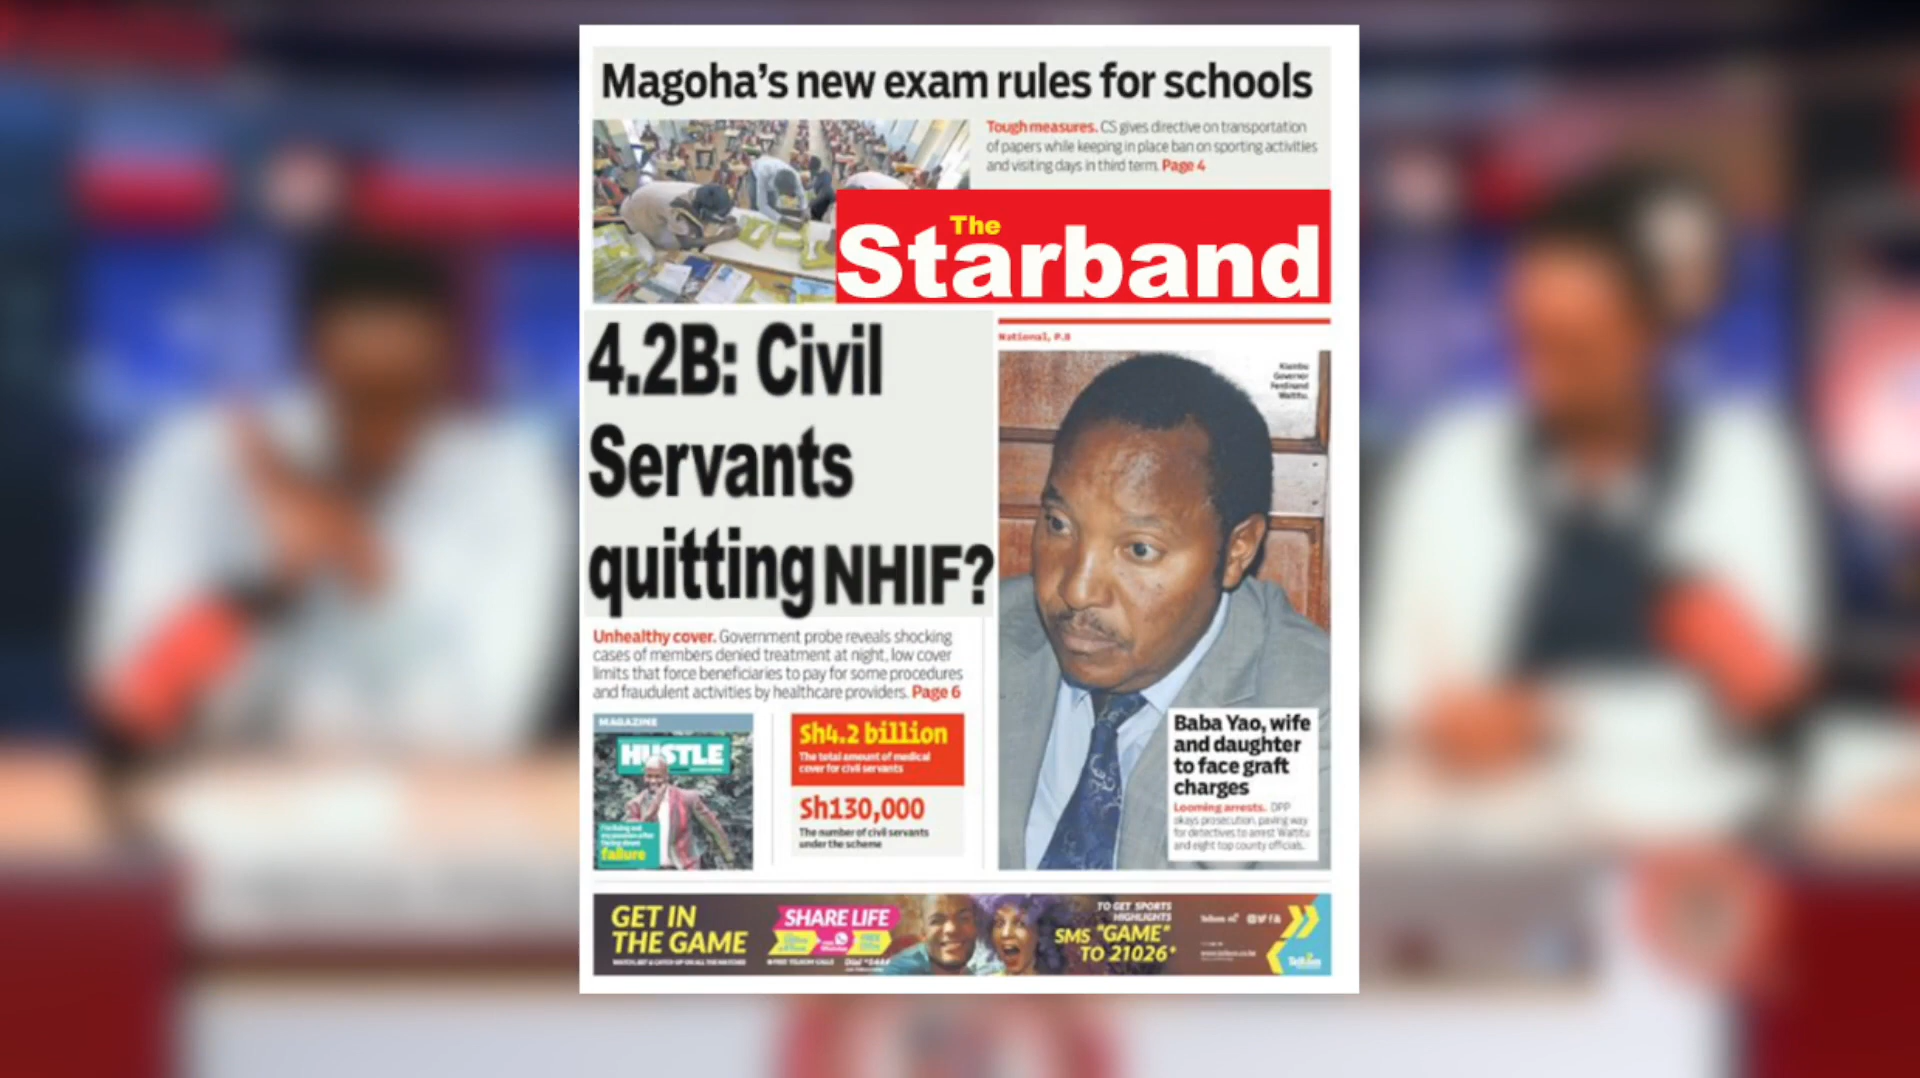 Magoha's new exam rules for schools
Tough measures. CS gives directive on transportation
of papers while keeping in place ban on sporting activities
and visiting days in third term. Page 4
The
Starband
4.2B: Civil
Servants
quitting NHIF?
Unhealthy cover. Government probe reveals shocking
cases of members denied treatment at night, low cover
limits that force beneficiaries to pay for some procedures
and fraudulent activities by healthcare providers. Page 6
MAGAZINE
HUSTLE
failure
Sh4.2 billion
The total amount of medical
cover for civil servants
Sh130,000
The number of civil servants
under the scheme
National, P.8
Kiambu
Governor
Ferdinand
Waititu.
Baba Yao, wife
and daughter
to face graft
charges
Looming arrests. DPP
okays prosecution, paving way
for detectives to arrest Waititu
and eight top county officials.
GET IN
THE GAME
SHARE LIFE
TO GET SPORTS
HIGHLIGHTS
SMS "GAME"
TO 21026*
Telkom